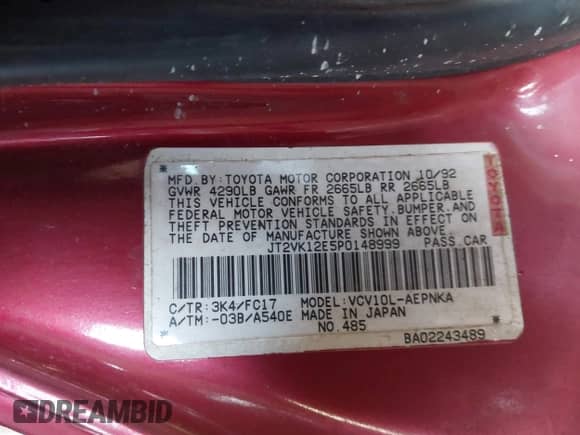 MFD.BY:TOYOTA MOTOR CORPORATION 10/92
GVWR 4290LB GAWR FR 2665LB RR 2665LB
THIS VEHICLE CONFORMS TO ALL APPLICABLE
FEDERAL MOTOR VEHICLE SAFETY,BUMPER,AND
THEFT PREVENTION STANDARDS IN EFFECT ON
THE DATE OF MANUFACTURE SHOWN ABOVE.
JT2VK12E5P0148999 PASS.CAR
C/TR:3K4/FC17 MODEL:VCV10L-AEPNKA
A/TM:-03B/A540E MADE IN JAPAN
NO.485
BA02243489
TOYOTA
DREAMBID